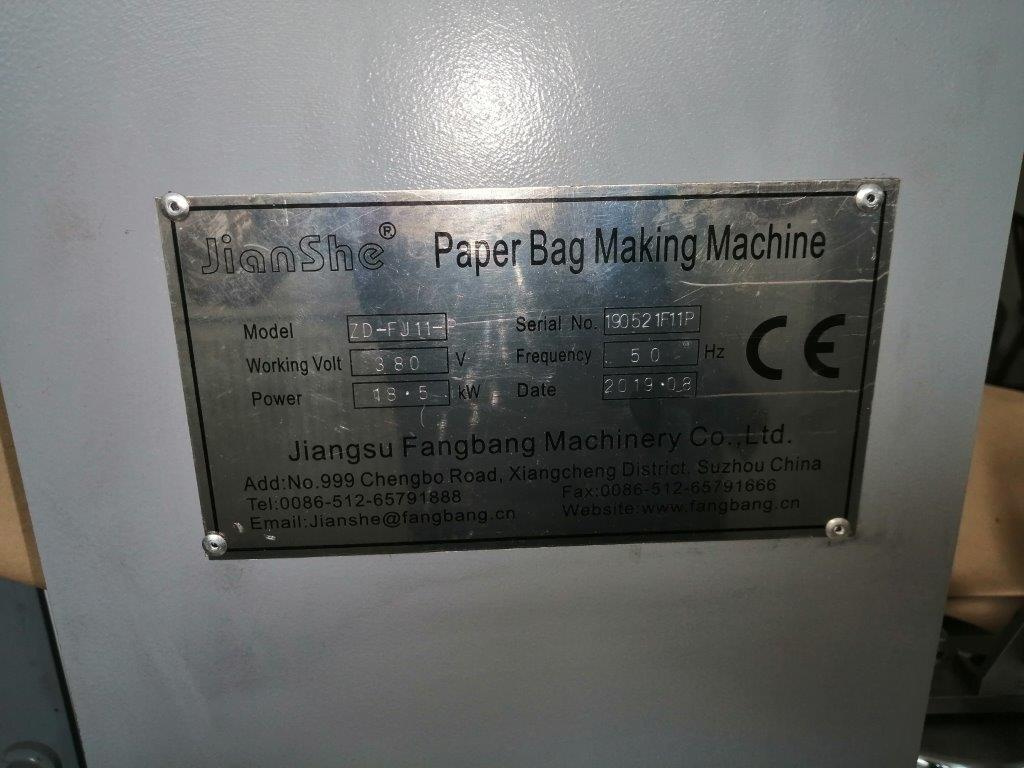 JianShe® Paper Bag Making Machine
Model ZD-FJ11-P Serial No. 190521F11P
Working Volt 380 V Frequency 50 Hz
Power 18.5 kW Date 2019.08
CE
Jiangsu Fangbang Machinery Co.,Ltd.
Add:No.999 Chengbo Road, Xiangcheng District, Suzhou China
Tel:0086-512-65791888 Fax:0086-512-65791666
Email:Jianshe@fangbang.cn Website:www.fangbang.cn